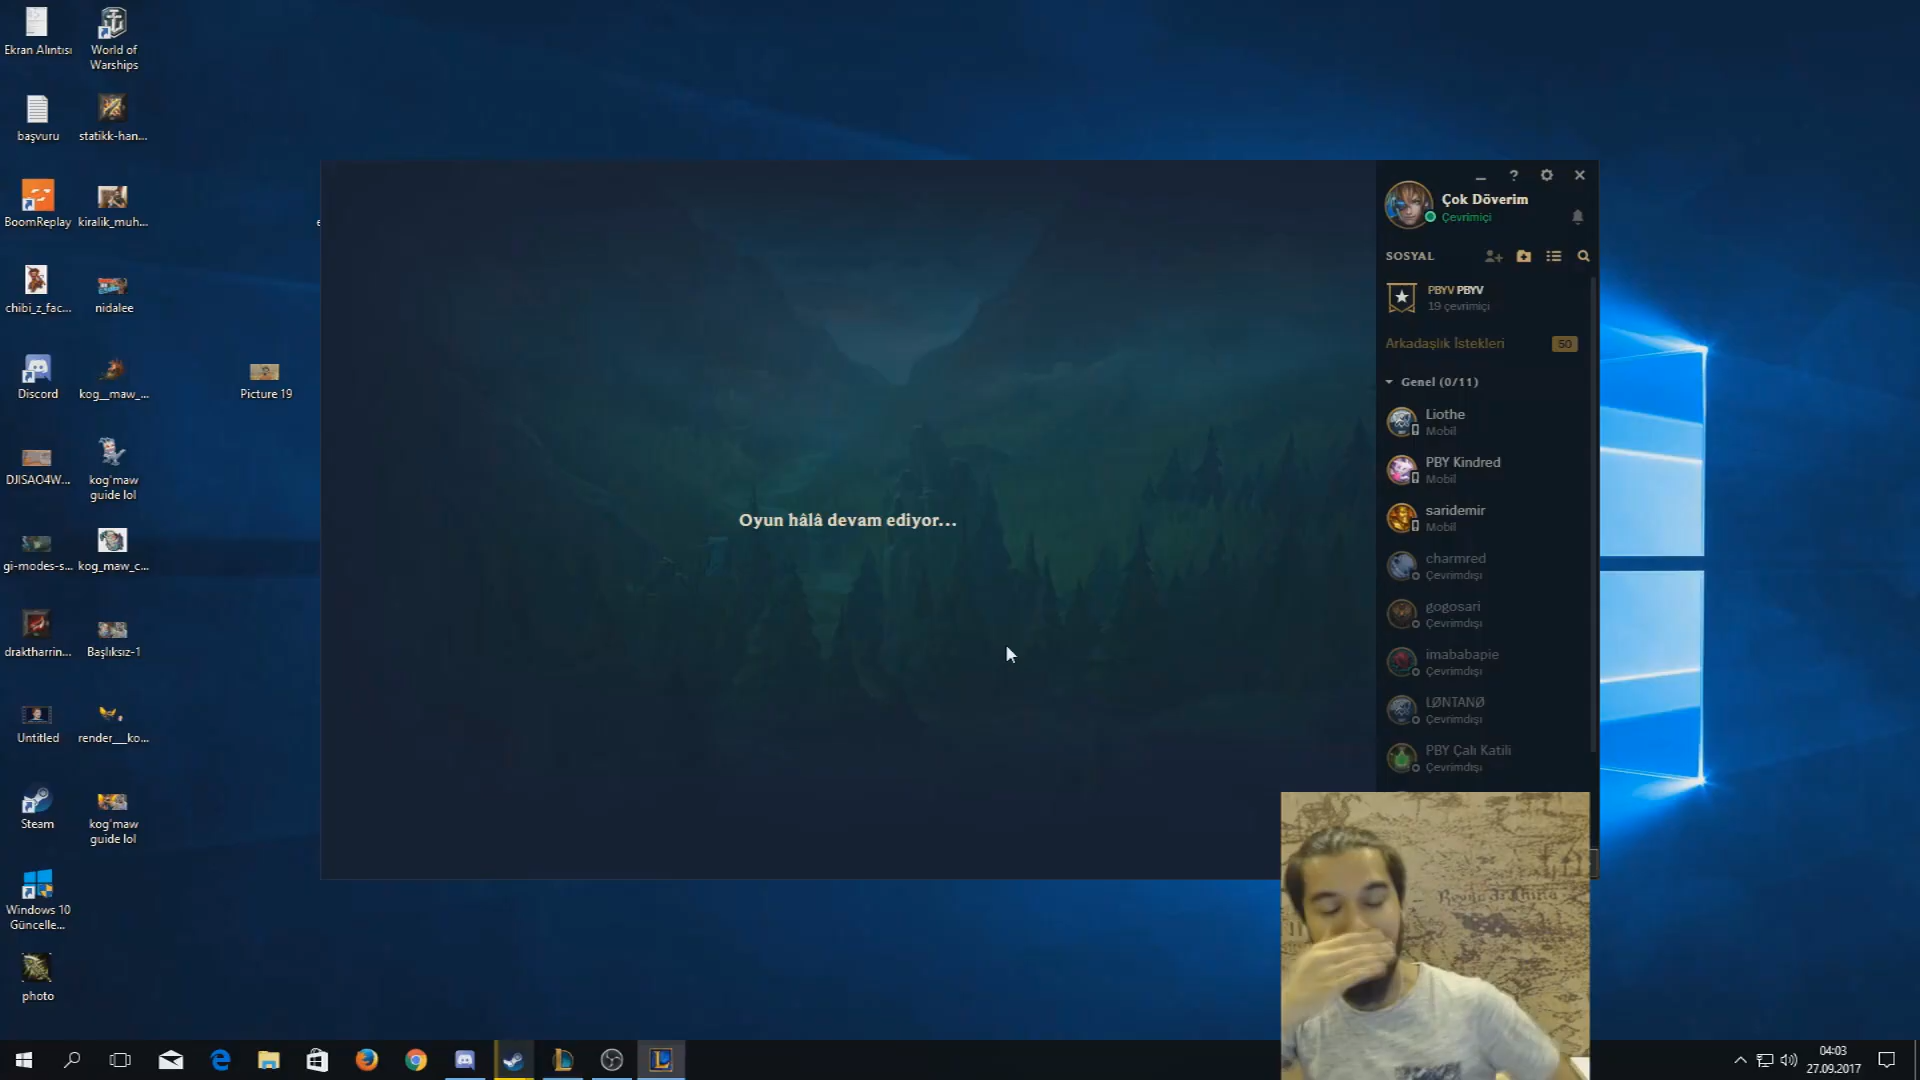 Ekran Alıntısı
World of
Warships
başvuru
statikk-han...
BoomReplay
kiralik_muh...
chibi_z_fac...
nidalee
Discord
kog__maw_...
Picture 19
DJISAO4W...
kog'maw
guide lol
gi-modes-s...
kog_maw_c...
draktharrin...
Başlıksız-1
Untitled
render___ko...
Steam
kog'maw
guide lol
Windows 10
Güncelle...
photo
Oyun hâlâ devam ediyor...
Çok Döverim
Çevrimiçi
SOSYAL
PBYV PBYV
19 çevrimiçi
Arkadaşlık İstekleri
50
Genel (0/11)
Liothe
Mobil
PBY Kindred
Mobil
saridemir
Mobil
charmred
Çevrimdışı
gogosari
Çevrimdışı
imababapie
Çevrimdışı
LØNTANØ
Çevrimdışı
PBY Çalı Katili
Çevrimdışı
04:03
27.09.2017